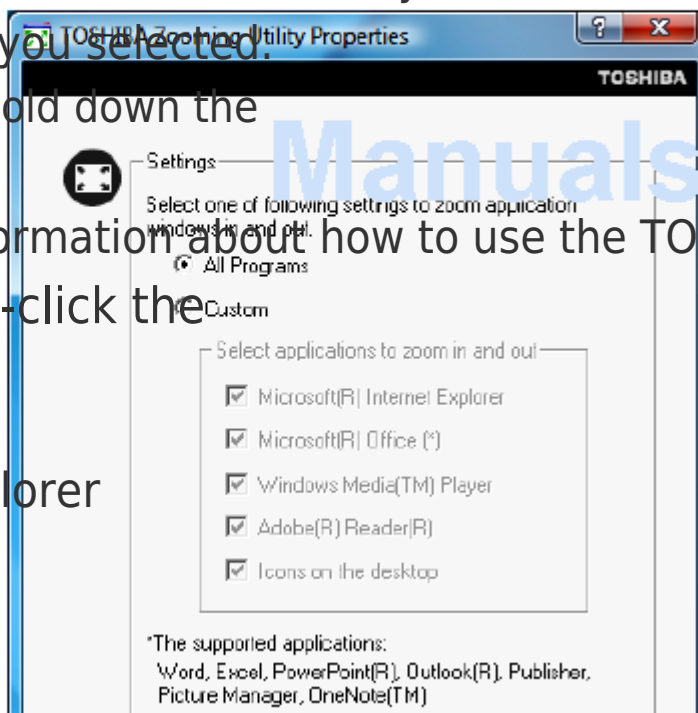 you selected.
TOSHIBA Zooming Utility Properties
?
x
TOSHIBA
old down the
Manuals
Settings
Select one of following settings to zoom application
windows in and out.
ormation about how to use the TO
All Programs
-click the
Custom
Select applications to zoom in and out
Microsoft(R) Internet Explorer
Microsoft(R) Office (*)
lorer
Windows Media(TM) Player
Adobe(R) Reader(R)
Icons on the desktop
*The supported applications:
Word, Excel, PowerPoint(R), Outlook(R), Publisher,
Picture Manager, OneNote(TM)